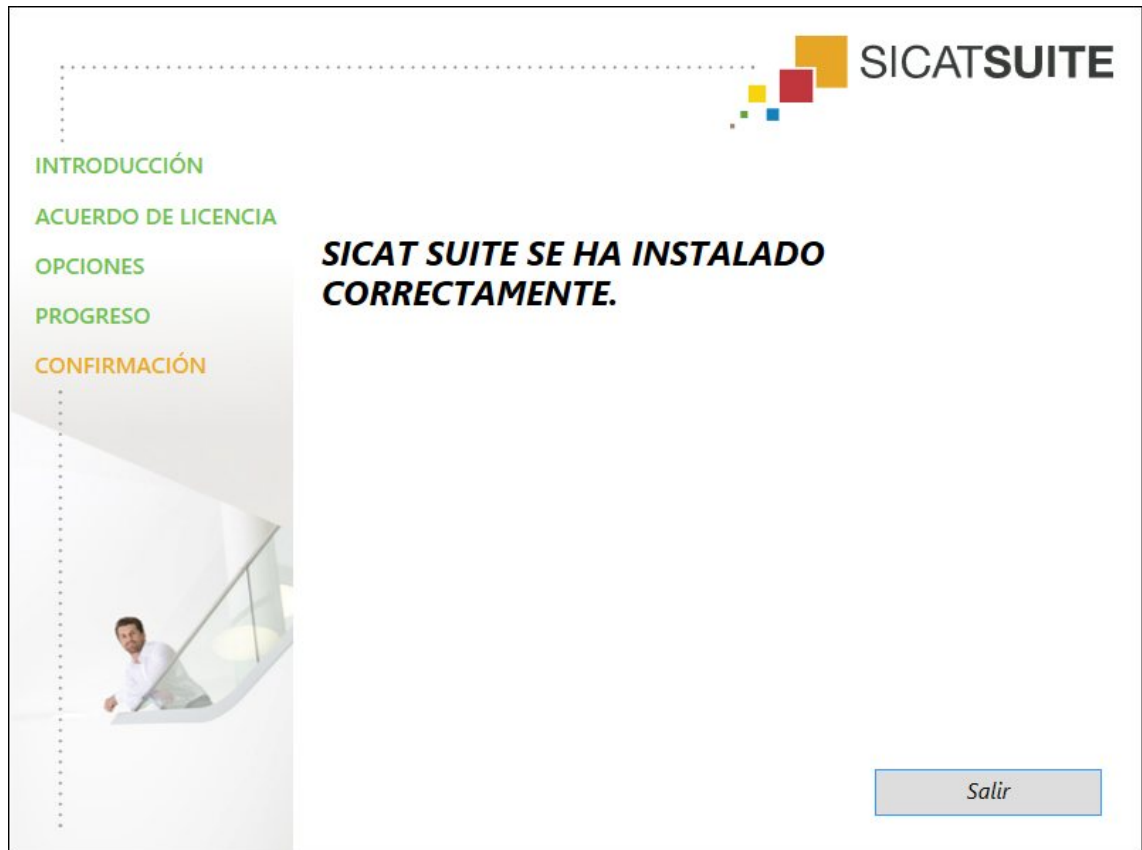 SICATSUITE
INTRODUCCIÓN
ACUERDO DE LICENCIA
OPCIONES
PROGRESO
CONFIRMACIÓN
SICAT SUITE SE HA INSTALADO
CORRECTAMENTE.
Salir